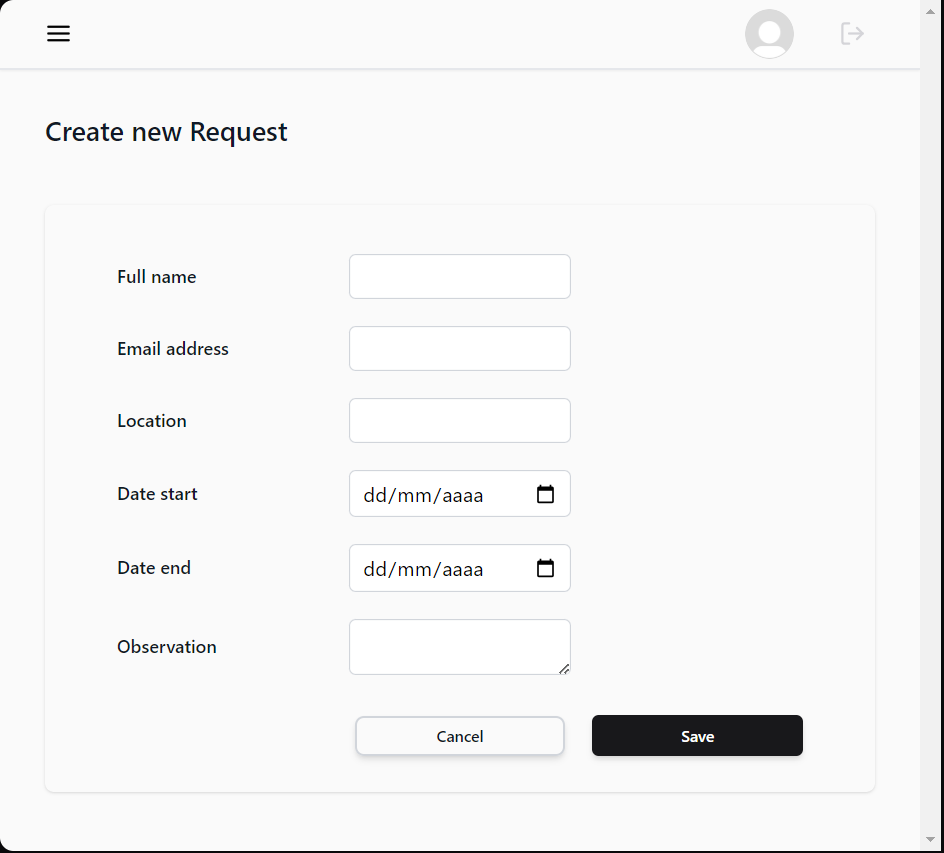 Create new Request
Full name
Email address
Location
Date start
dd/mm/aaaa
Date end
dd/mm/aaaa
Observation
Cancel
Save